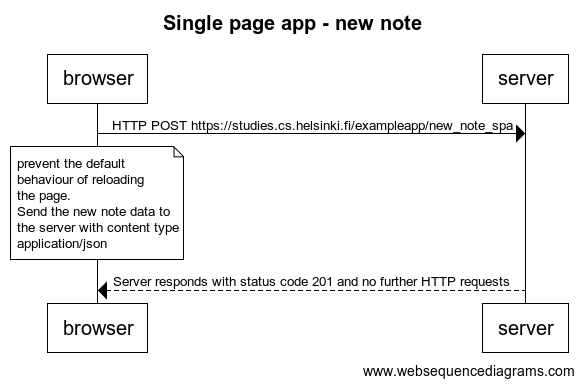 Single page app - new note
browser
server
HTTP POST https://studies.cs.helsinki.fi/exampleapp/new_note_spa
prevent the default
behaviour of reloading
the page.
Send the new note data to
the server with content type
application/json
Server responds with status code 201 and no further HTTP requests
browser
server
www.websequencediagrams.com